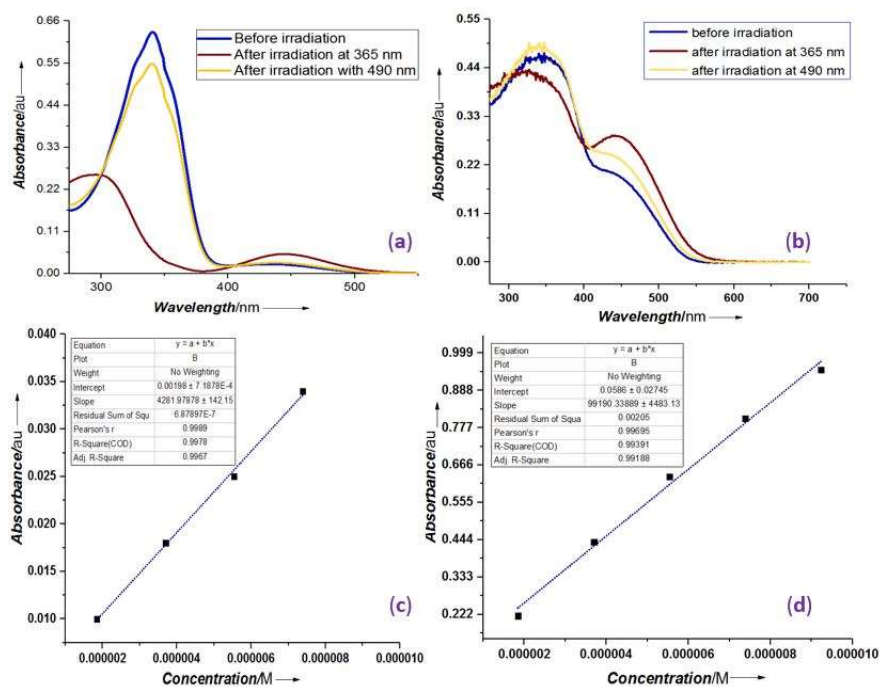 (a)
0.66
0.55
0.44
0.33
0.22
0.11
0.00
Absorbance/au
Before irradiation
After irradiation at 365 nm
After irradiation with 490 nm
300 400 500
Wavelength/nm
(b)
0.55
0.44
0.33
0.22
0.11
0.00
Absorbance/au
before irradiation
after irradiation at 365 nm
after irradiation at 490 nm
300 400 500 600 700
Wavelength/nm
(c)
0.040
0.035
0.030
0.025
0.020
0.015
0.010
Absorbance/au
Equation y = a + b*x
Plot B
Weight No Weighting
Intercept 0.00198 ± 7.1878E-4
Slope 4281.97878 ± 142.15
Residual Sum of Squ 6.87897E-7
Pearson's r 0.9989
R-Square(COD) 0.9978
Adj. R-Square 0.9967
0.000002 0.000004 0.000006 0.000008 0.000010
Concentration/M
(d)
0.999
0.888
0.777
0.666
0.555
0.444
0.333
0.222
Absorbance/au
Equation y = a + b*x
Plot B
Weight No Weighting
Intercept 0.0586 ± 0.02745
Slope 99190.33889 ± 4483.13
Residual Sum of Squa 0.00205
Pearson's r 0.99695
R-Square(COD) 0.99391
Adj. R-Square 0.99188
0.000002 0.000004 0.000006 0.000008 0.000010
Concentration/M